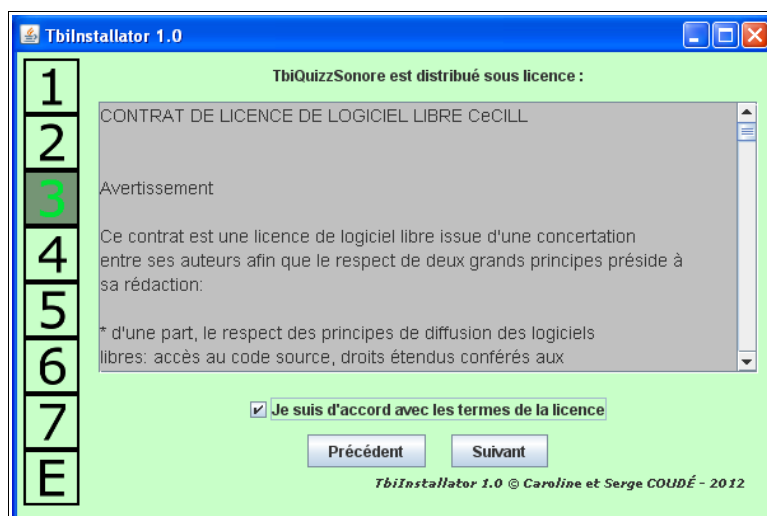 TbiInstallator 1.0
1
2
3
4
5
6
7
E
TbiQuizzSonore est distribué sous licence :
CONTRAT DE LICENCE DE LOGICIEL LIBRE CeCILL
Avertissement
Ce contrat est une licence de logiciel libre issue d'une concertation
entre ses auteurs afin que le respect de deux grands principes préside à
sa rédaction:
* d'une part, le respect des principes de diffusion des logiciels
libres: accès au code source, droits étendus conférés aux
Je suis d'accord avec les termes de la licence
Précédent Suivant
TbiInstallator 1.0 © Caroline et Serge COUDÉ - 2012